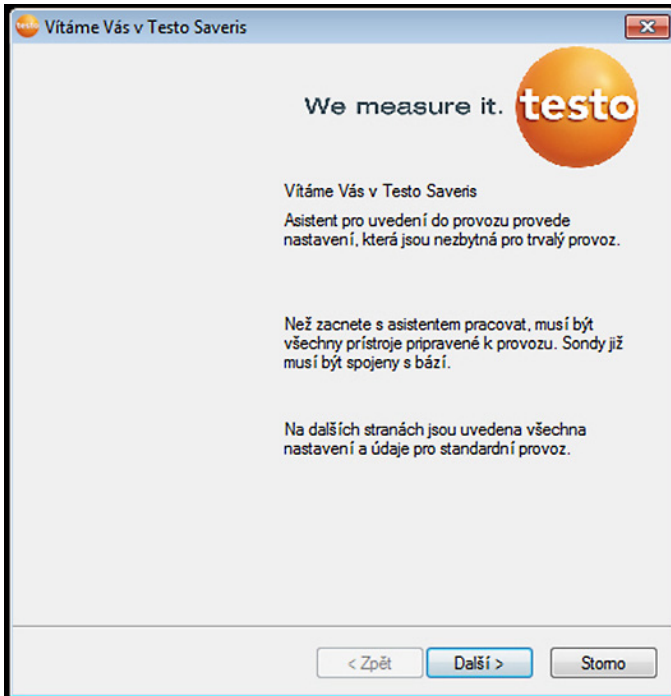 Vítáme Vás v Testo Saveris
We measure it. testo
Vítáme Vás v Testo Saveris
Asistent pro uvedení do provozu provede
nastavení, která jsou nezbytná pro trvalý provoz.
Než zacnete s asistentem pracovat, musí být
všechny prístroje pripravené k provozu. Sondy již
musí být spojeny s bází.
Na dalších stranách jsou uvedena všechna
nastavení a údaje pro standardní provoz.
< Zpět Další > Storno